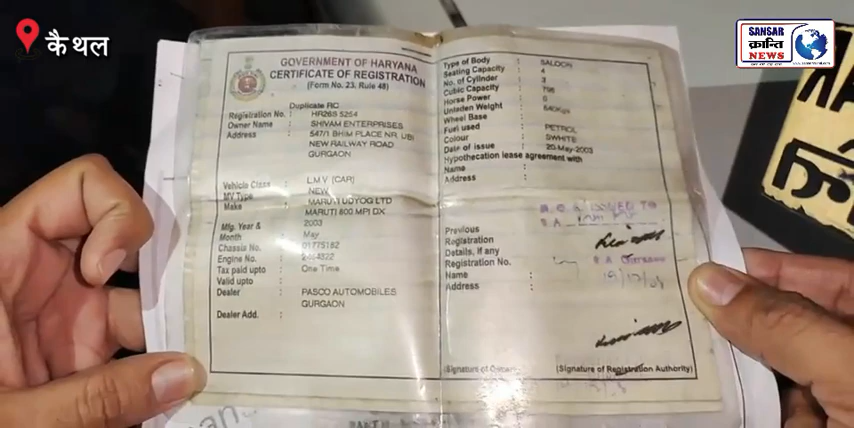 कैथल
SANSAR
क्रान्ति
NEWS
GOVERNMENT OF HARYANA
CERTIFICATE OF REGISTRATION
(Form No. 23, Rule 48)
Duplicate RC
Registration No. : HR26S 5254
Owner Name : SHIVAM ENTERPRISES
Address : 547/1 BHIM PLACE NR. UBI
NEW RAILWAY ROAD
GURGAON
Vehicle Class : L.M.V (CAR)
MV Type : NEW
Make : MARUTI UDYOG LTD
MARUTI 800 MPI DX
Mfg. Year & : 2003
Month : May
Chassis No. : 01775182
Engine No. :
Tax paid upto : One Time
Valid upto :
Dealer : PASCO AUTOMOBILES
GURGAON
Dealer Add. :
Type of Body : SALOON
Seating Capacity : 4
No. of Cylinder : 3
Cubic Capacity : 796
Horse Power :
Unladen Weight :
Wheel Base :
Fuel used : PETROL
Colour : SWHITE
Date of issue : 20-May-2003
Hypothecation lease agreement with
Name :
Address :
Previous
Registration
Details, If any
Registration No. :
Name :
Address :
(Signature of (Signature of Registration Authority)